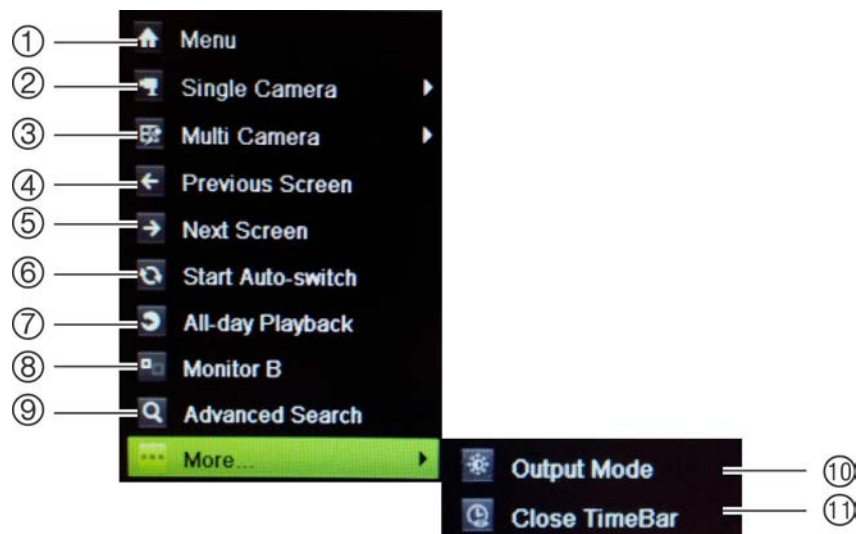 ① Menu
② Single Camera
③ Multi Camera
④ Previous Screen
⑤ Next Screen
⑥ Start Auto-switch
⑦ All-day Playback
⑧ Monitor B
⑨ Advanced Search
More...
Output Mode ⑩
Close TimeBar ⑪